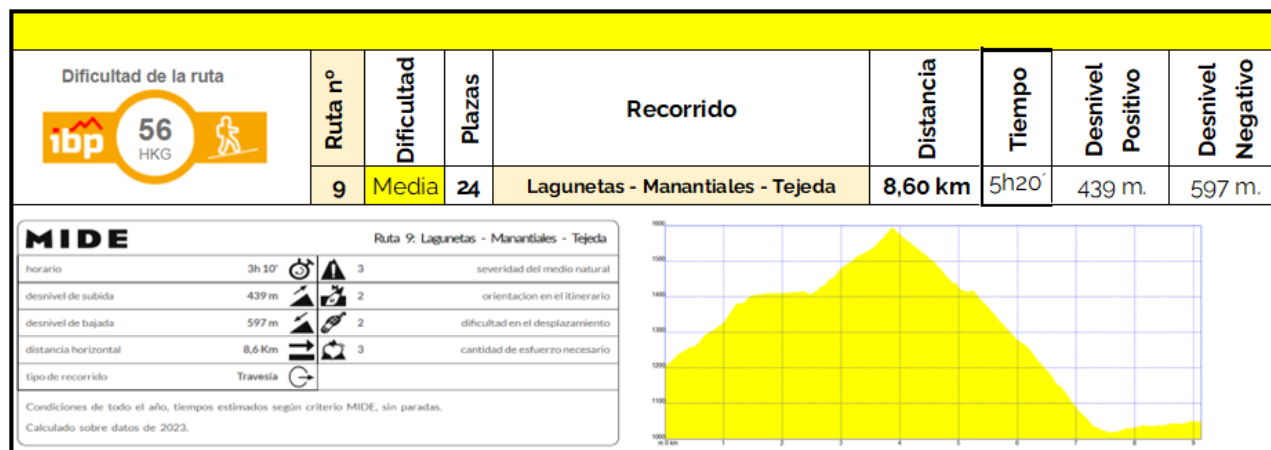 Dificultad de la ruta
ibp
56
HKG
Ruta nº
Dificultad
Plazas
Recorrido
Distancia
Tiempo
Desnivel Positivo
Desnivel Negativo
9 Media 24 Lagunetas - Manantiales - Tejeda 8,60 km 5h20´ 439 m. 597 m.
MIDE Ruta 9: Lagunetas - Manantiales - Tejeda
horario 3h 10' 3 severidad del medio natural
desnivel de subida 439 m 2 orientacion en el itinerario
desnivel de bajada 597 m 2 dificultad en el desplazamiento
distancia horizontal 8,6 Km 3 cantidad de esfuerzo necesario
tipo de recorrido Travesía
Condiciones de todo el año, tiempos estimados según criterio MIDE, sin paradas.
Calculado sobre datos de 2023.
1600
1500
1400
1300
1200
1100
1000
m 0 km 1 2 3 4 5 6 7 8 9